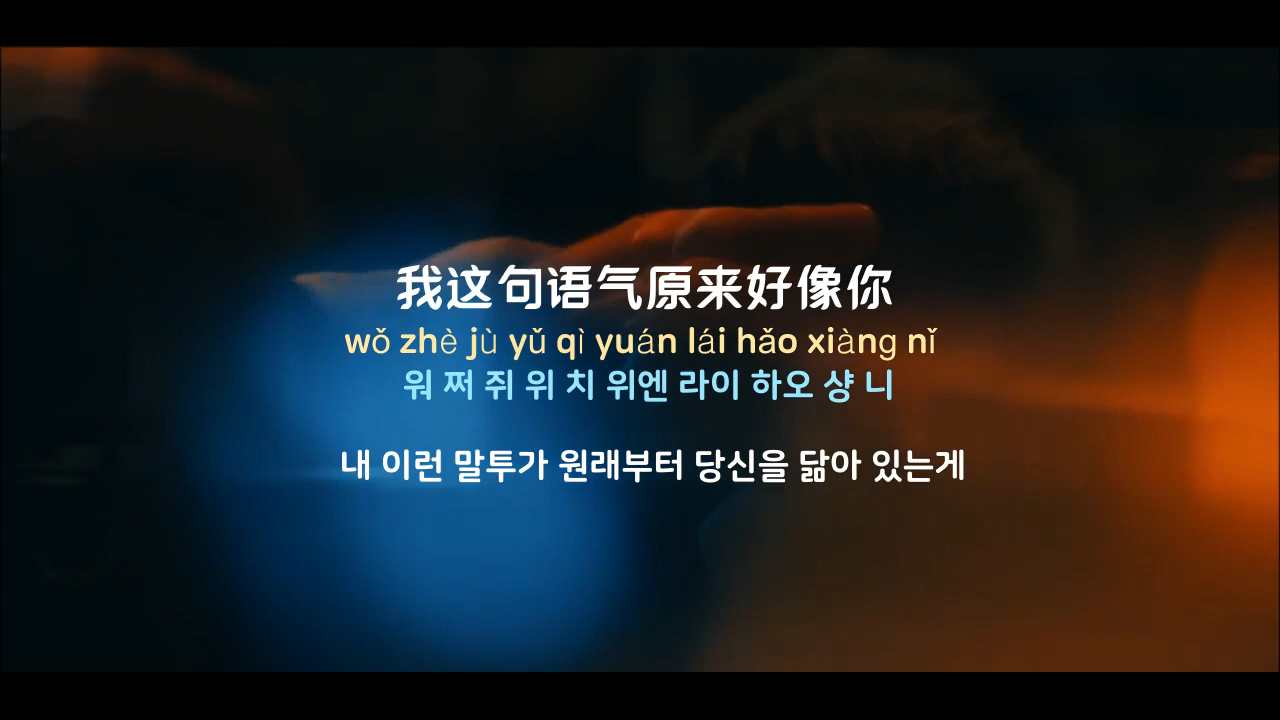 我这句语气原来好像你
wǒ zhè jù yǔ qì yuán lái hǎo xiàng nǐ
워 쩌 쥐 위 치 위엔 라이 하오 샹 니
내 이런 말투가 원래부터 당신을 닮아 있는게